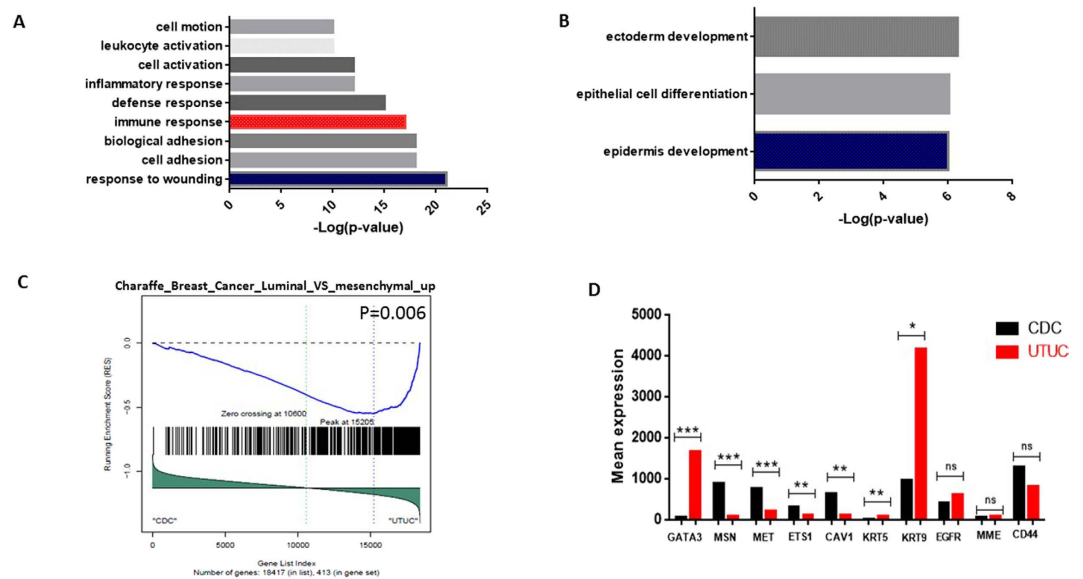 A
cell motion
leukocyte activation
cell activation
inflammatory response
defense response
immune response
biological adhesion
cell adhesion
response to wounding
0 5 10 15 20 25
-Log(p-value)
B
ectoderm development
epithelial cell differentiation
epidermis development
0 2 4 6 8
-Log(p-value)
C
Charaffe_Breast_Cancer_Luminal_VS_mesenchymal_up
P=0.006
Running Enrichment Score (RES)
0.0
-0.5
-1.0
Zero crossing at 10600
Peak at 15205
"CDC" "UTUC"
0 5000 10000 15000
Gene List Index
Number of genes: 18417 (in list), 413 (in gene set)
D
Mean expression
5000
4000
3000
2000
1000
0
CDC
UTUC
*** *** *** ** ** ** * ns ns ns
GATA3 MSN MET ETS1 CAV1 KRT5 KRT9 EGFR MME CD44